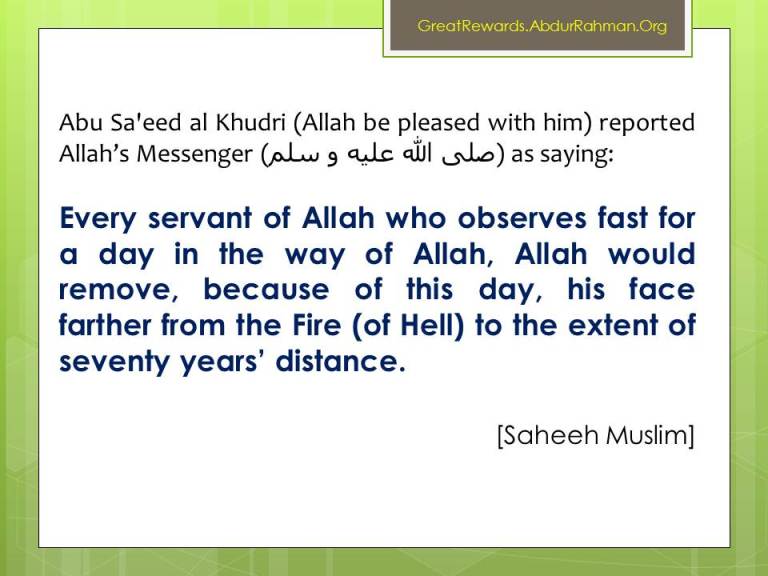 GreatRewards.AbdurRahman.Org
Abu Sa'eed al Khudri (Allah be pleased with him) reported
Allah’s Messenger (صلى الله عليه و سلم) as saying:
Every servant of Allah who observes fast for
a day in the way of Allah, Allah would
remove, because of this day, his face
farther from the Fire (of Hell) to the extent of
seventy years’ distance.
[Saheeh Muslim]